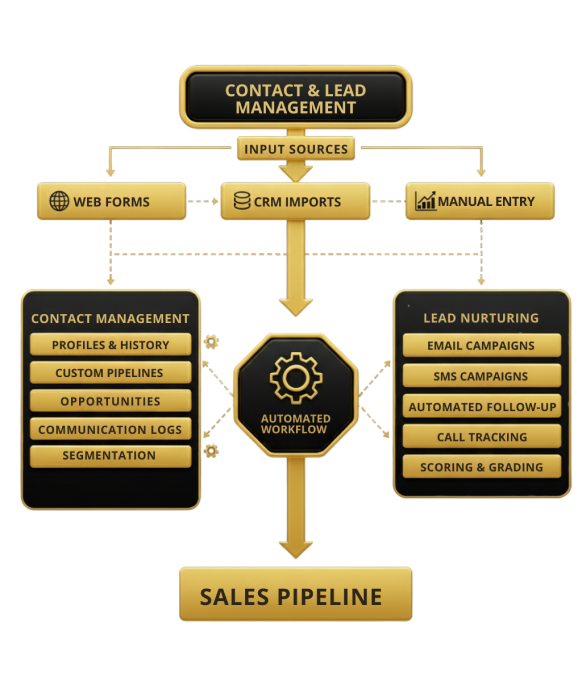 CONTACT & LEAD
MANAGEMENT
INPUT SOURCES
WEB FORMS
CRM IMPORTS
MANUAL ENTRY
CONTACT MANAGEMENT
PROFILES & HISTORY
CUSTOM PIPELINES
OPPORTUNITIES
COMMUNICATION LOGS
SEGMENTATION
AUTOMATED
WORKFLOW
LEAD NURTURING
EMAIL CAMPAIGNS
SMS CAMPAIGNS
AUTOMATED FOLLOW-UP
CALL TRACKING
SCORING & GRADING
SALES PIPELINE